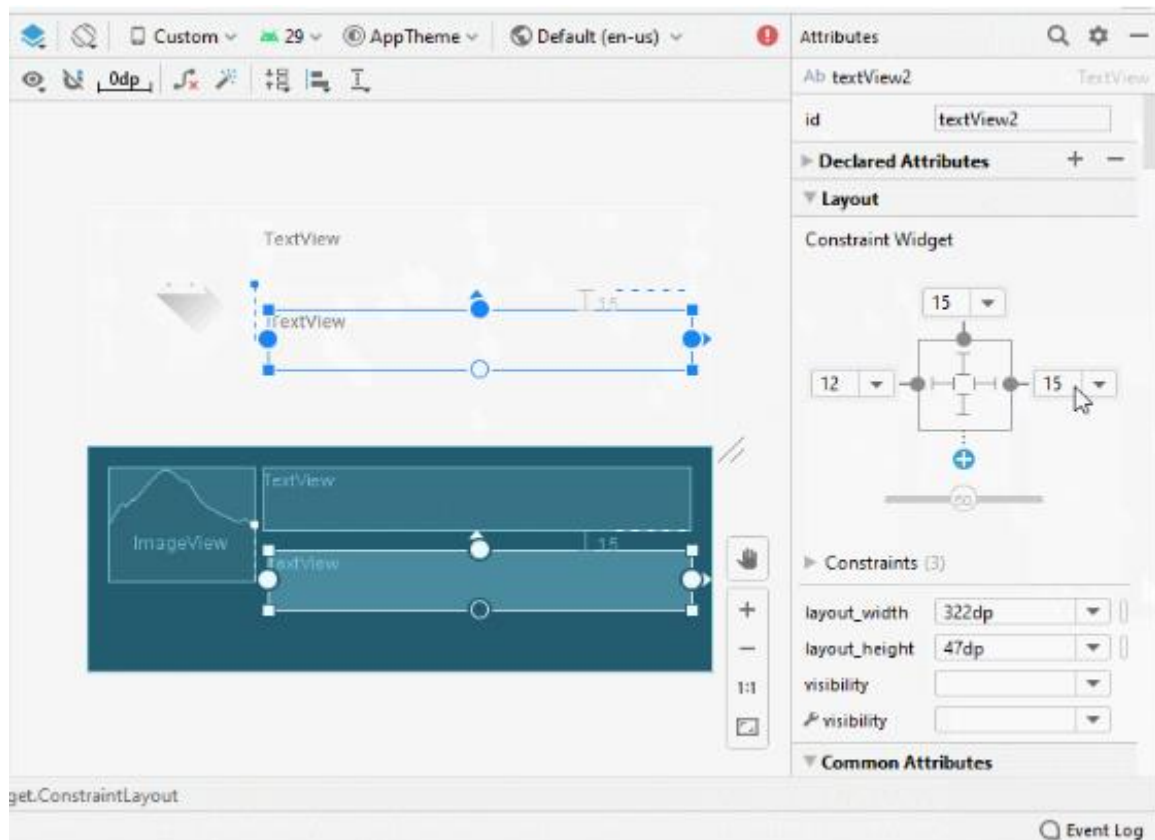 Custom 29 AppTheme Default (en-us)
0dp
TextView
15
TextView
TextView
15
ImageView
TextView
1:1
Attributes
Ab textView2 TextView
id textView2
Declared Attributes
Layout
Constraint Widget
15
12
15
50
Constraints (3)
layout_width 322dp
layout_height 47dp
visibility
visibility
Common Attributes
get.ConstraintLayout
Event Log